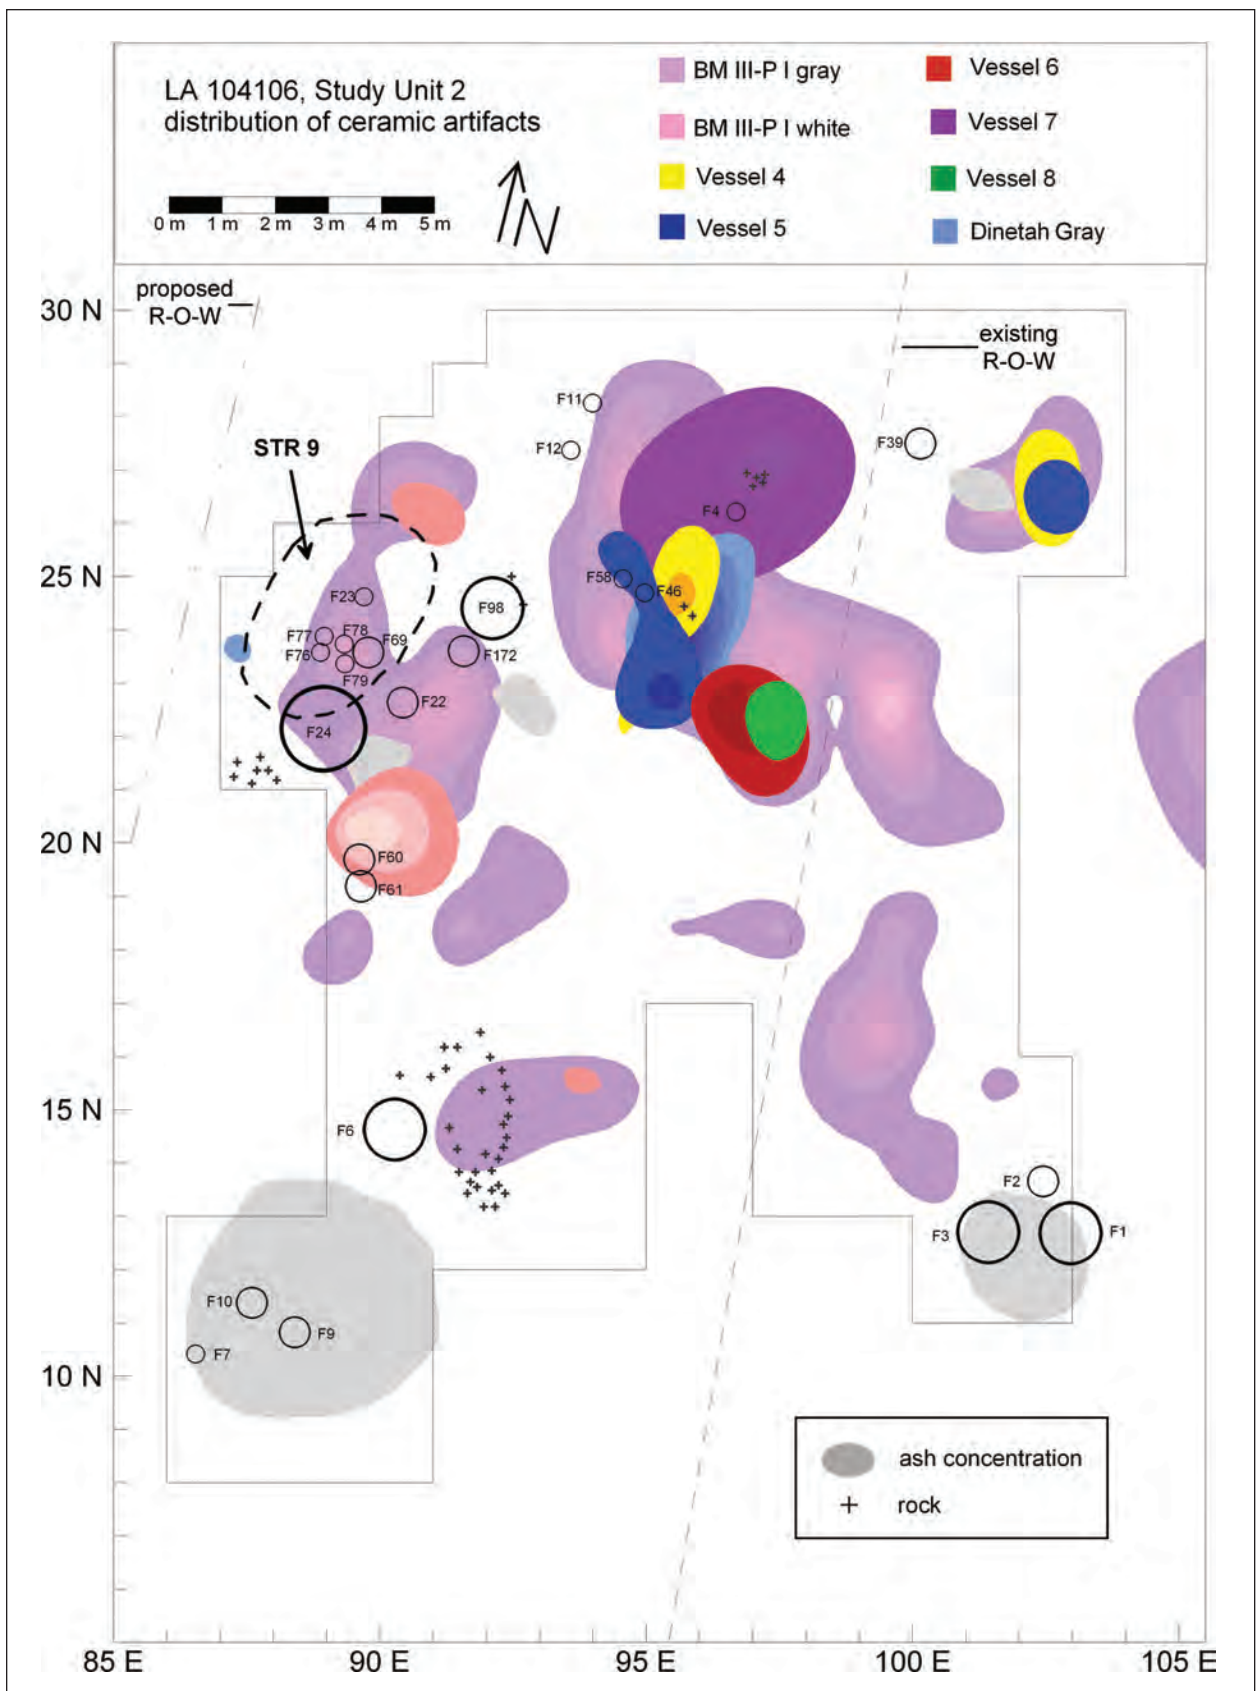 LA 104106, Study Unit 2
distribution of ceramic artifacts
0 m 1 m 2 m 3 m 4 m 5 m
N
BM III-P I gray
BM III-P I white
Vessel 4
Vessel 5
Vessel 6
Vessel 7
Vessel 8
Dinetah Gray
proposed
R-O-W
30 N
existing
R-O-W
F11
F12
F39
STR 9
F4
25 N
F58
F46
F23
F98
F77
F78
F69
F76
F172
F79
F22
F24
20 N
F60
F61
15 N
F6
F2
F3
F1
F10
F9
F7
10 N
ash concentration
rock
85 E 90 E 95 E 100 E 105 E